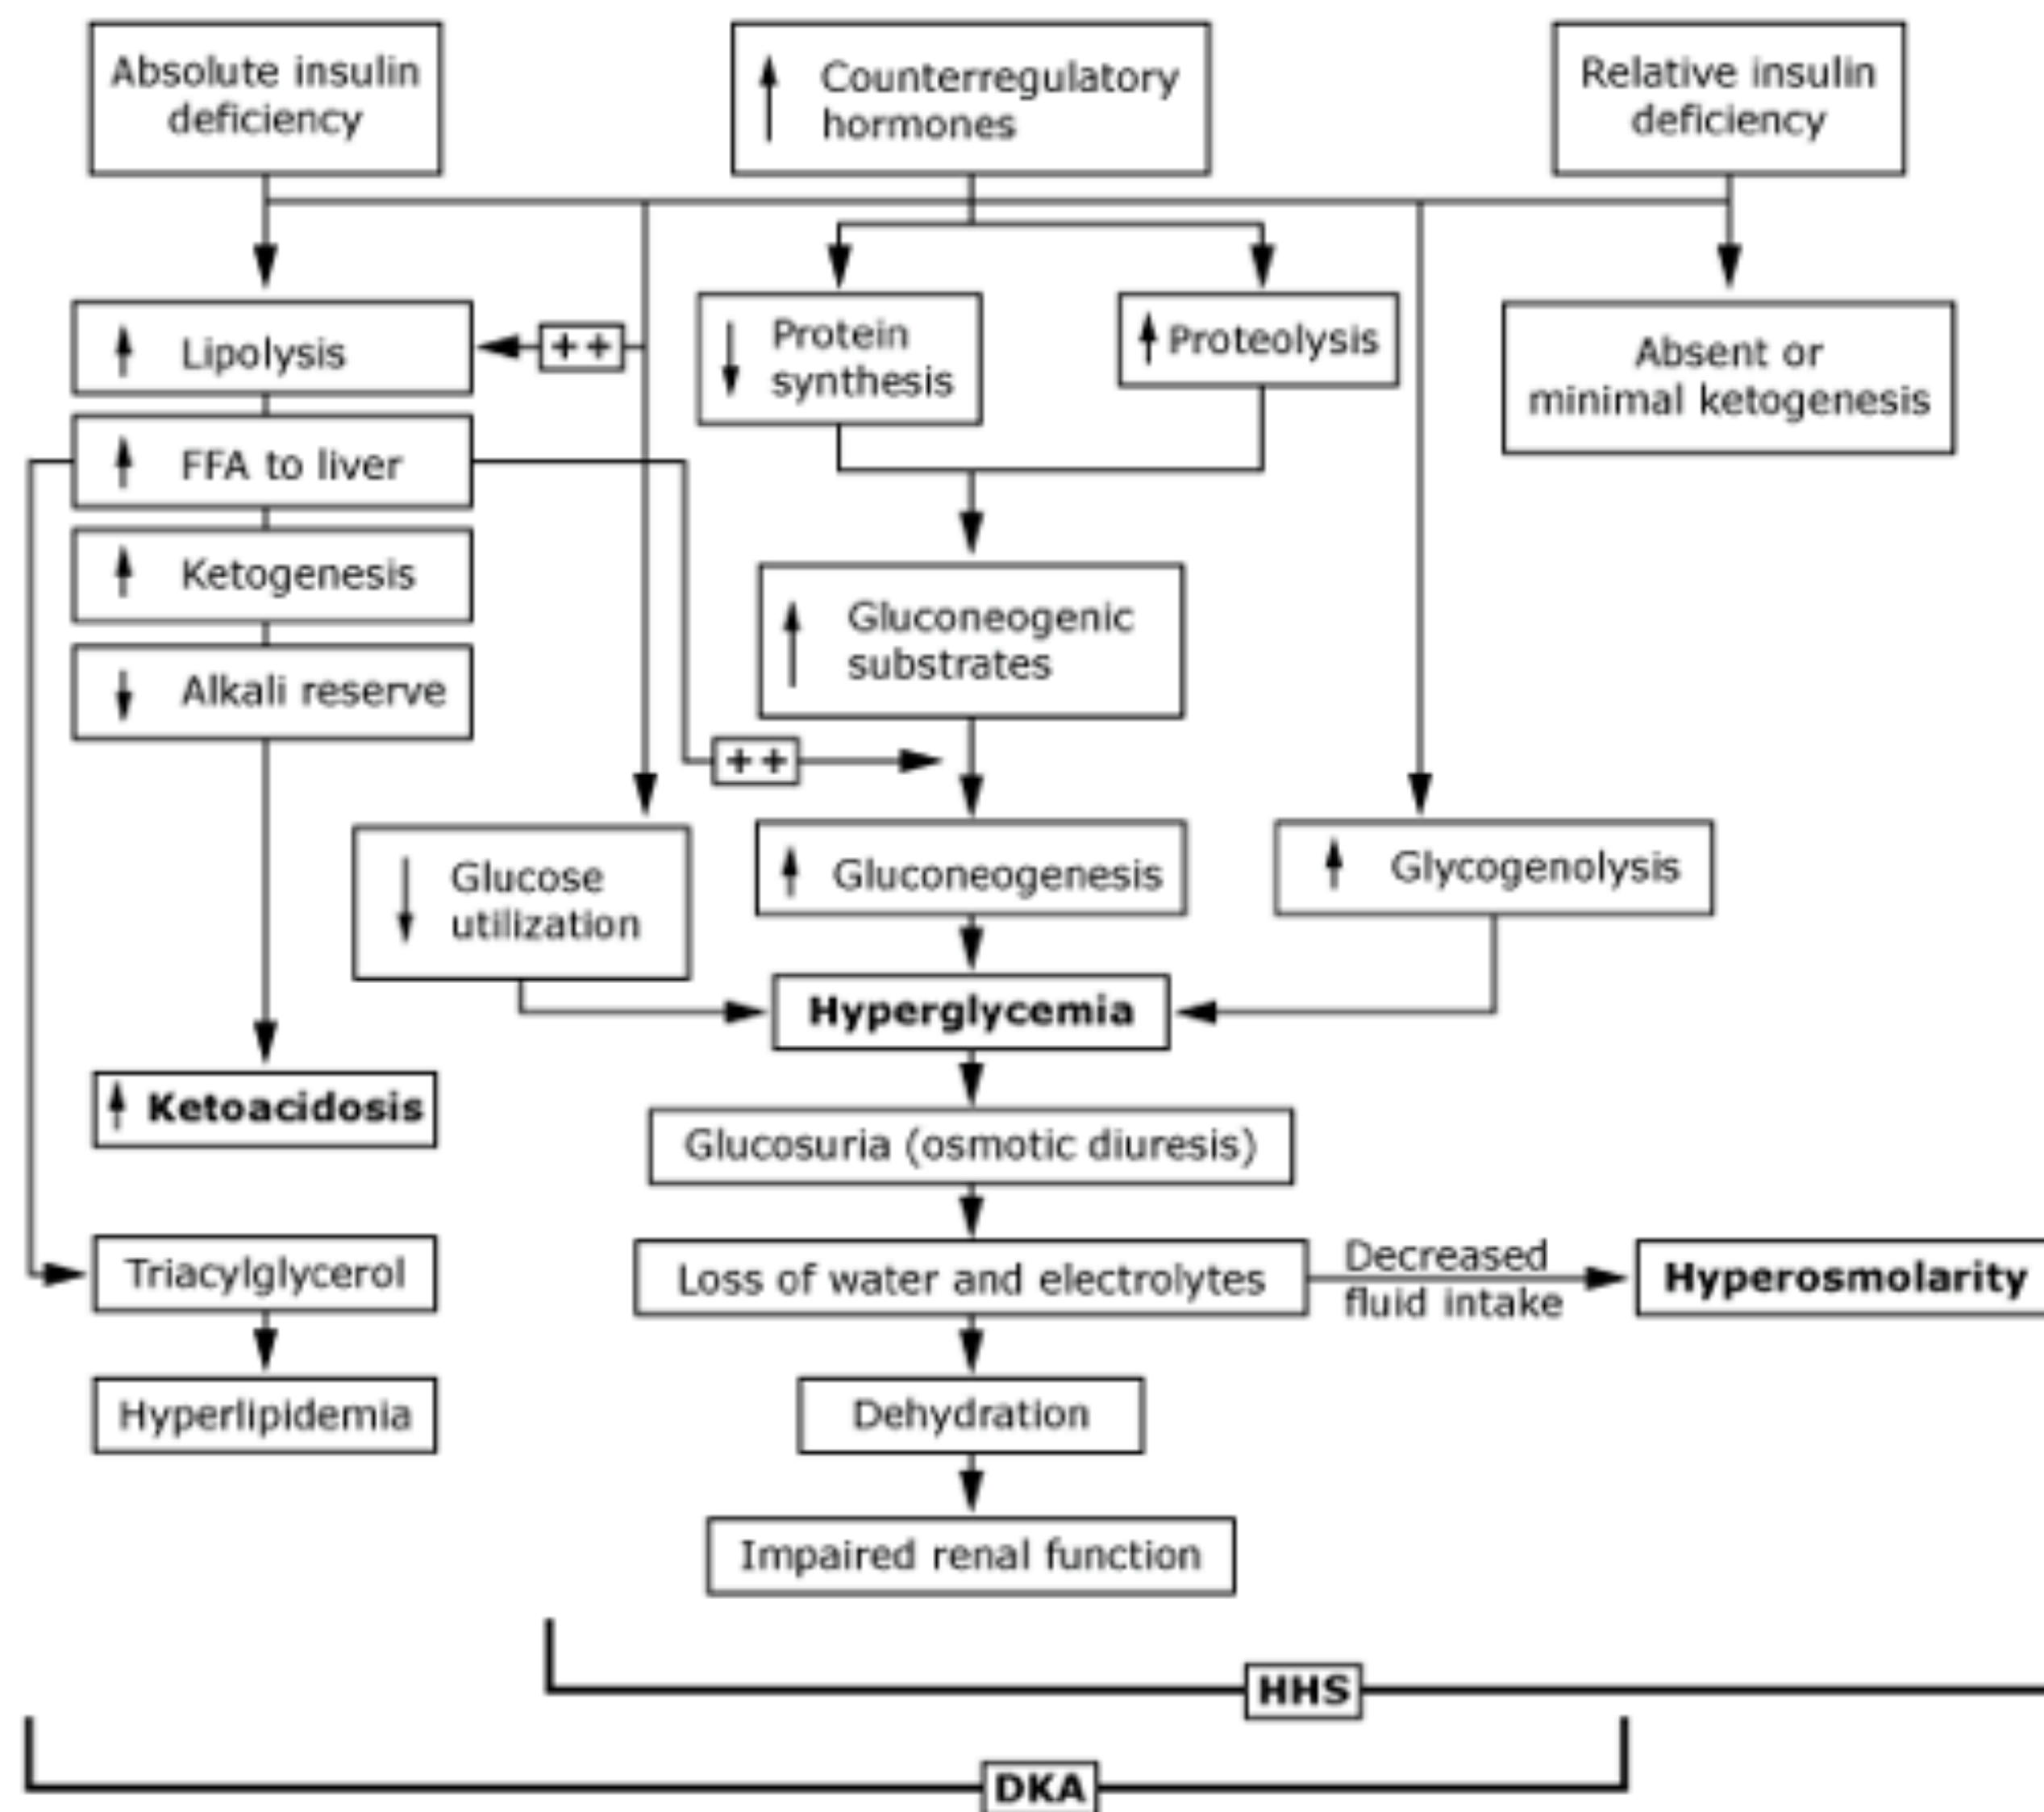 Absolute insulin
deficiency
Counterregulatory
hormones
Relative insulin
deficiency
Lipolysis
++
Protein
synthesis
Proteolysis
Absent or
minimal ketogenesis
FFA to liver
Ketogenesis
Alkali reserve
Gluconeogenic
substrates
++
Glucose
utilization
Gluconeogenesis
Glycogenolysis
Hyperglycemia
Ketoacidosis
Glucosuria (osmotic diuresis)
Triacylglycerol
Loss of water and electrolytes
Decreased
fluid intake
Hyperosmolarity
Hyperlipidemia
Dehydration
Impaired renal function
HHS
DKA